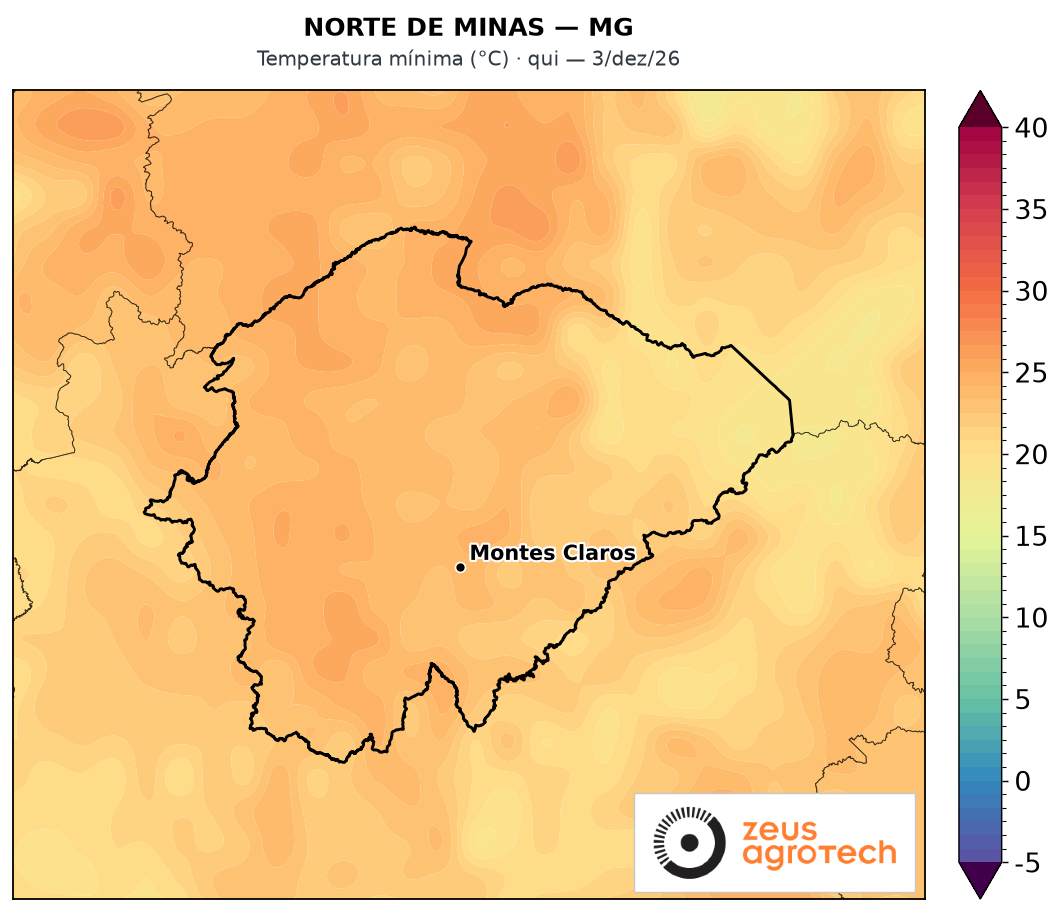 NORTE DE MINAS — MG
Temperatura mínima (°C) · qui — 3/dez/26
40
35
30
25
20
15
10
5
0
-5
Montes Claros
zeus
agrotech